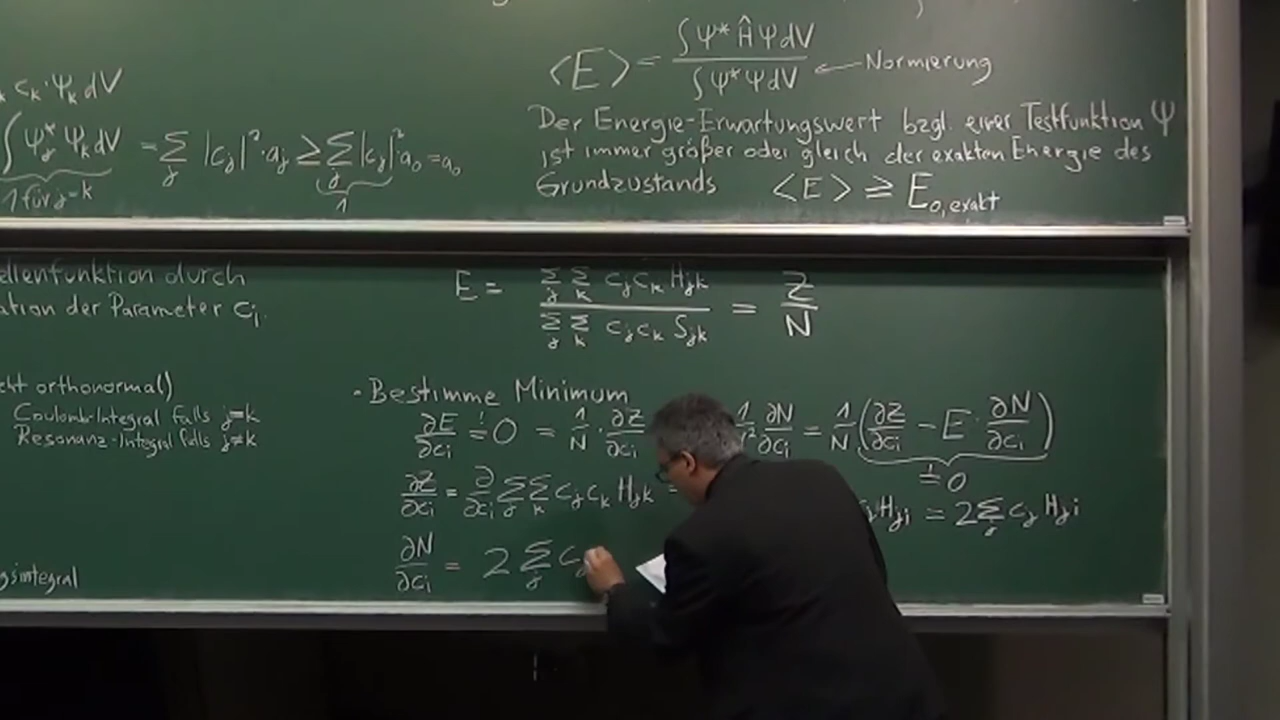 c_k · Ψ_k dV
∫ Ψ_j* Ψ_k dV = Σ_j |c_j|² · a_j ≥ Σ_j |c_j|² a_0 = a_0
1 für j=k
1
⟨E⟩ = ∫Ψ* Ĥ Ψ dV / ∫Ψ* Ψ dV ← Normierung
Der Energie-Erwartungswert bzgl. einer Testfunktion Ψ
ist immer größer oder gleich der exakten Energie des
Grundzustands ⟨E⟩ ≥ E_0,exakt
ellenfunktion durch
ation der Parameter c_i.
cht orthonormal)
Coulomb-Integral falls j=k
Resonanz-Integral falls j≠k
gsintegral
E = Σ_j Σ_k c_j c_k H_jk / Σ_j Σ_k c_j c_k S_jk = Z/N
· Bestimme Minimum
∂E/∂c_i =! 0 = 1/N · ∂Z/∂c_i ∂N/∂c_i = 1/N (∂Z/∂c_i − E · ∂N/∂c_i)
=! 0
∂Z/∂c_i = ∂/∂c_i Σ_j Σ_k c_j c_k H_jk = H_ji = 2 Σ_j c_j H_ji
∂N/∂c_i = 2 Σ_j c_j